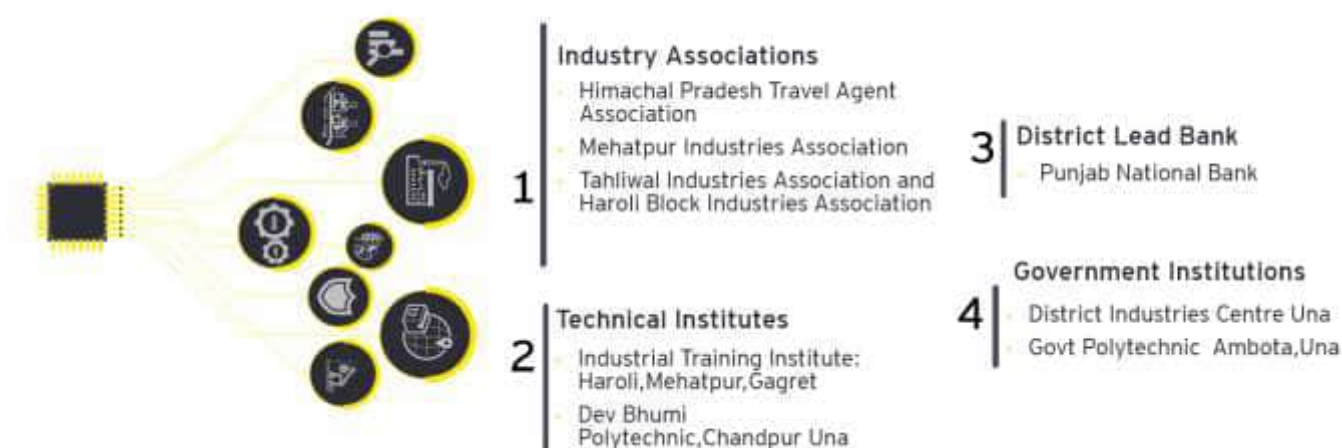 1
Industry Associations
Himachal Pradesh Travel Agent
Association
Mehatpur Industries Association
Tahliwal Industries Association and
Haroli Block Industries Association
2
Technical Institutes
Industrial Training Institute:
Haroli,Mehatpur,Gagret
Dev Bhumi
Polytechnic,Chandpur Una
3
District Lead Bank
Punjab National Bank
4
Government Institutions
District Industries Centre Una
Govt Polytechnic Ambota,Una